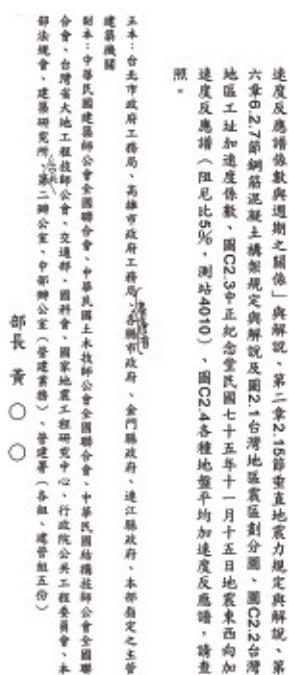 速度反應譜係數與週期之關係」與解說、第二章2.15節垂直地震力規定與解說、第
六章6.2.7節鋼筋混凝土構架規定與解說及圖2.1台灣地區震區劃分圖、圖C2.2台灣
地區工址加速度係數、圖C2.3中正紀念堂民國七十五年十一月十五日地震東西向加
速度反應譜（阻尼比5%，測站4010）、圖C2.4各種地盤平均加速度反應譜，請查
照。
正本：台北市政府工務局、高雄市政府工務局、各縣市政府、金門縣政府、連江縣政府、本部指定之主管
建築機關
副本：中華民國建築師公會全國聯合會、中華民國土木技師公會全國聯合會、中華民國結構技師公會全國聯
合會、台灣省大地工程技師公會、交通部、國科會、國家地震工程研究中心、行政院公共工程委員會、本
部法規會、建築研究所、第二辦公室、中部辦公室（營建業務）、營建署（各組、建管組五份）
部長 黃 ○ ○